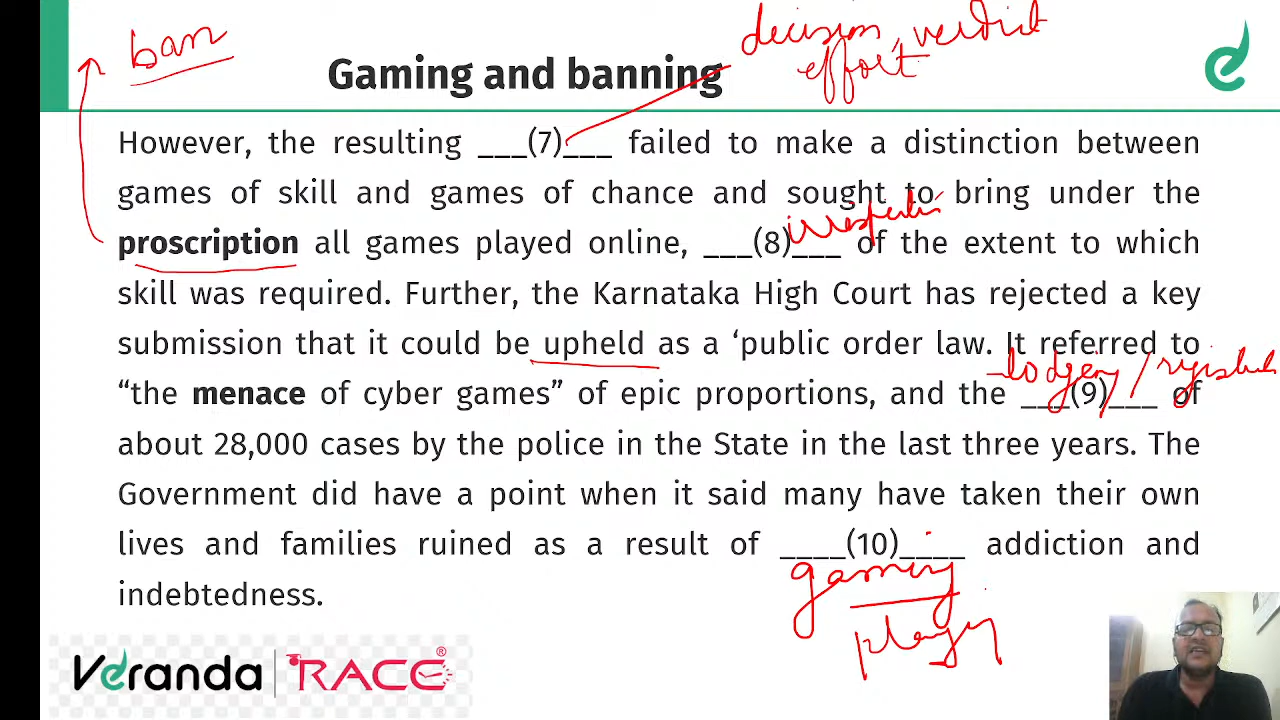 ban
decision, verdict
effort
Gaming and banning
However, the resulting ___(7)___ failed to make a distinction between
games of skill and games of chance and sought to bring under the
irrespective
proscription all games played online, ___(8)___ of the extent to which
skill was required. Further, the Karnataka High Court has rejected a key
submission that it could be upheld as a ‘public order law. It referred to
lodging /
“the menace of cyber games” of epic proportions, and the ___(9)___ of
about 28,000 cases by the police in the State in the last three years. The
Government did have a point when it said many have taken their own
lives and families ruined as a result of ____(10)____ addiction and
gaming
indebtedness.
playing
Veranda RACE®